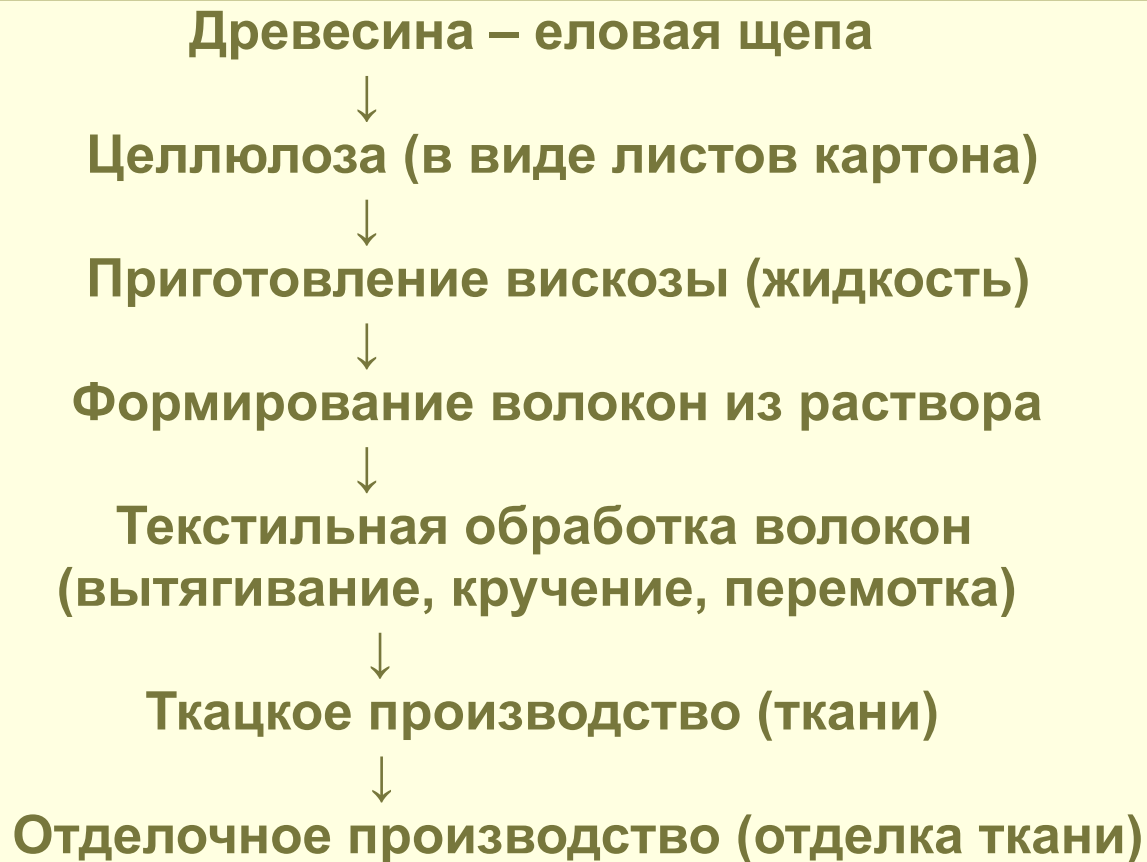 Древесина – еловая щепа
↓
Целлюлоза (в виде листов картона)
↓
Приготовление вискозы (жидкость)
↓
Формирование волокон из раствора
↓
Текстильная обработка волокон
(вытягивание, кручение, перемотка)
↓
Ткацкое производство (ткани)
↓
Отделочное производство (отделка ткани)